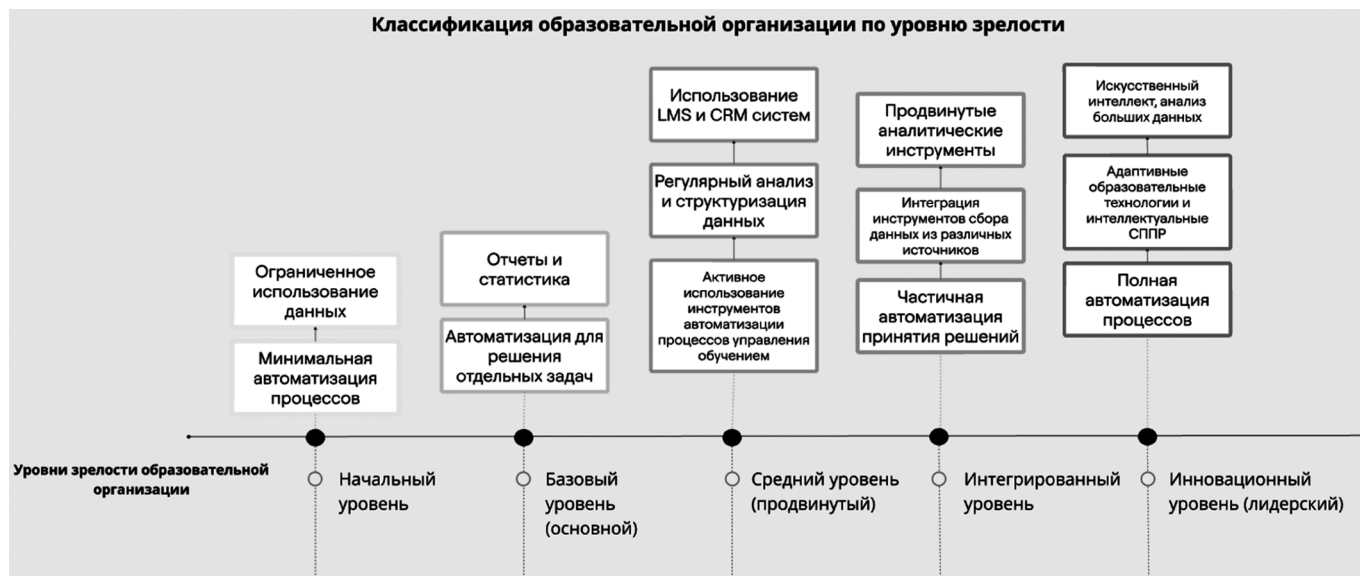 Классификация образовательной организации по уровню зрелости
Ограниченное
использование
данных
Минимальная
автоматизация
процессов
Отчеты и
статистика
Автоматизация для
решения
отдельных задач
Использование
LMS и CRM систем
Регулярный анализ
и структуризация
данных
Активное
использование
инструментов
автоматизации
процессов управления
обучением
Продвинутые
аналитические
инструменты
Интеграция
инструментов сбора
данных из различных
источников
Частичная
автоматизация
принятия решений
Искусственный
интеллект, анализ
больших данных
Адаптивные
образовательные
технологии и
интеллектуальные
СППР
Полная
автоматизация
процессов
Уровни зрелости образовательной
организации
Начальный
уровень
Базовый
уровень
(основной)
Средний уровень
(продвинутый)
Интегрированный
уровень
Инновационный
уровень (лидерский)